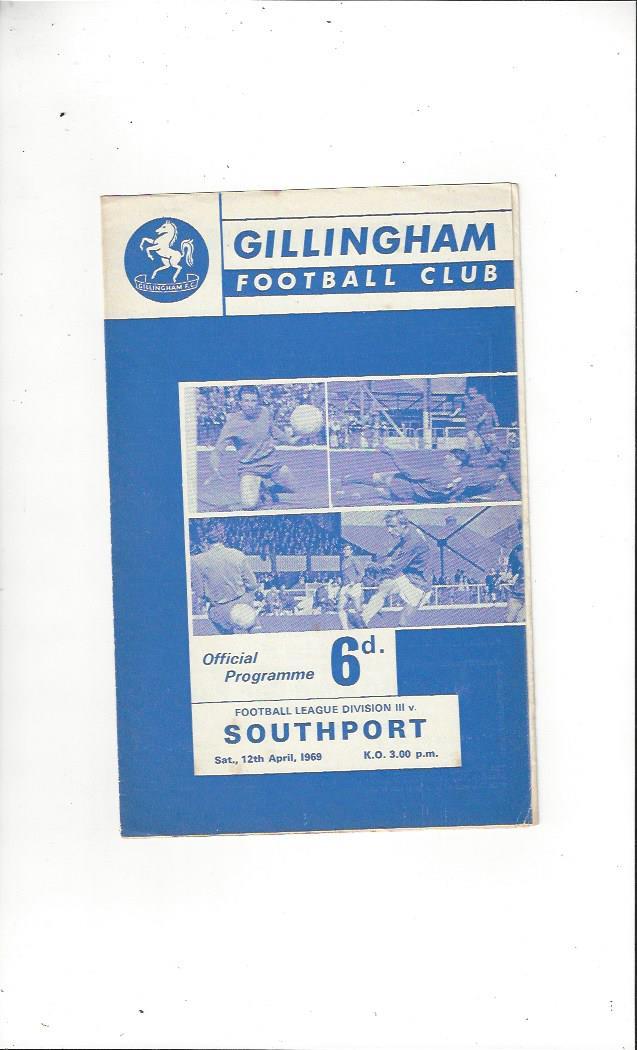 GILLINGHAM
FOOTBALL CLUB
GILLINGHAM F.C.
Official
Programme
6d.
FOOTBALL LEAGUE DIVISION III v.
SOUTHPORT
Sat., 12th April, 1969 K.O. 3.00 p.m.